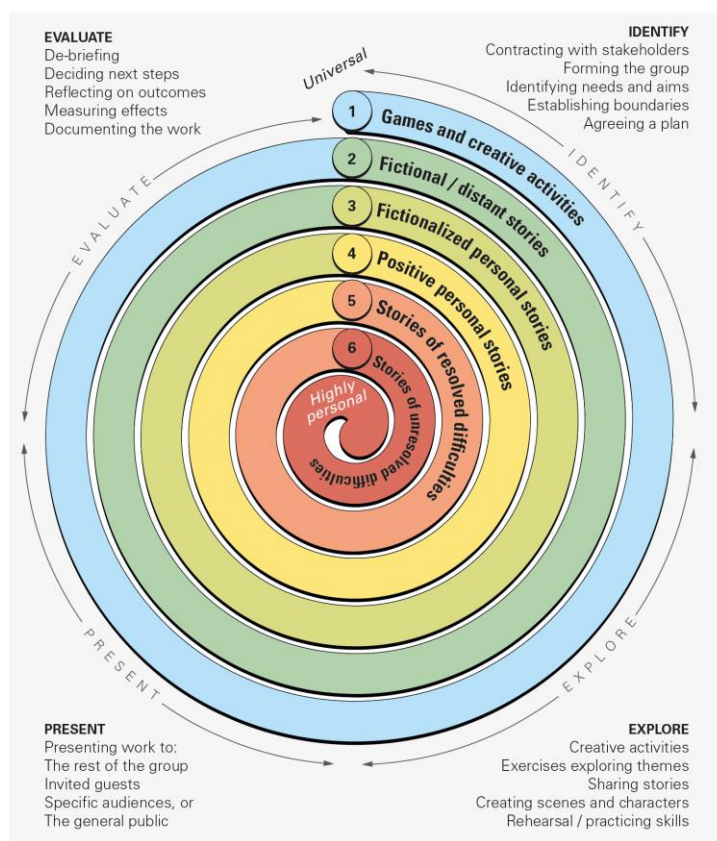 EVALUATE
De-briefing
Deciding next steps
Reflecting on outcomes
Measuring effects
Documenting the work
IDENTIFY
Contracting with stakeholders
Forming the group
Identifying needs and aims
Establishing boundaries
Agreeing a plan
Universal
1 Games and creative activities
2 Fictional / distant stories
3 Fictionalized personal stories
4 Positive personal stories
5 Stories of resolved difficulties
6 Stories of unresolved difficulties
Highly
personal
EVALUATE
IDENTIFY
PRESENT
EXPLORE
PRESENT
Presenting work to:
The rest of the group
Invited guests
Specific audiences, or
The general public
EXPLORE
Creative activities
Exercises exploring themes
Sharing stories
Creating scenes and characters
Rehearsal / practicing skills